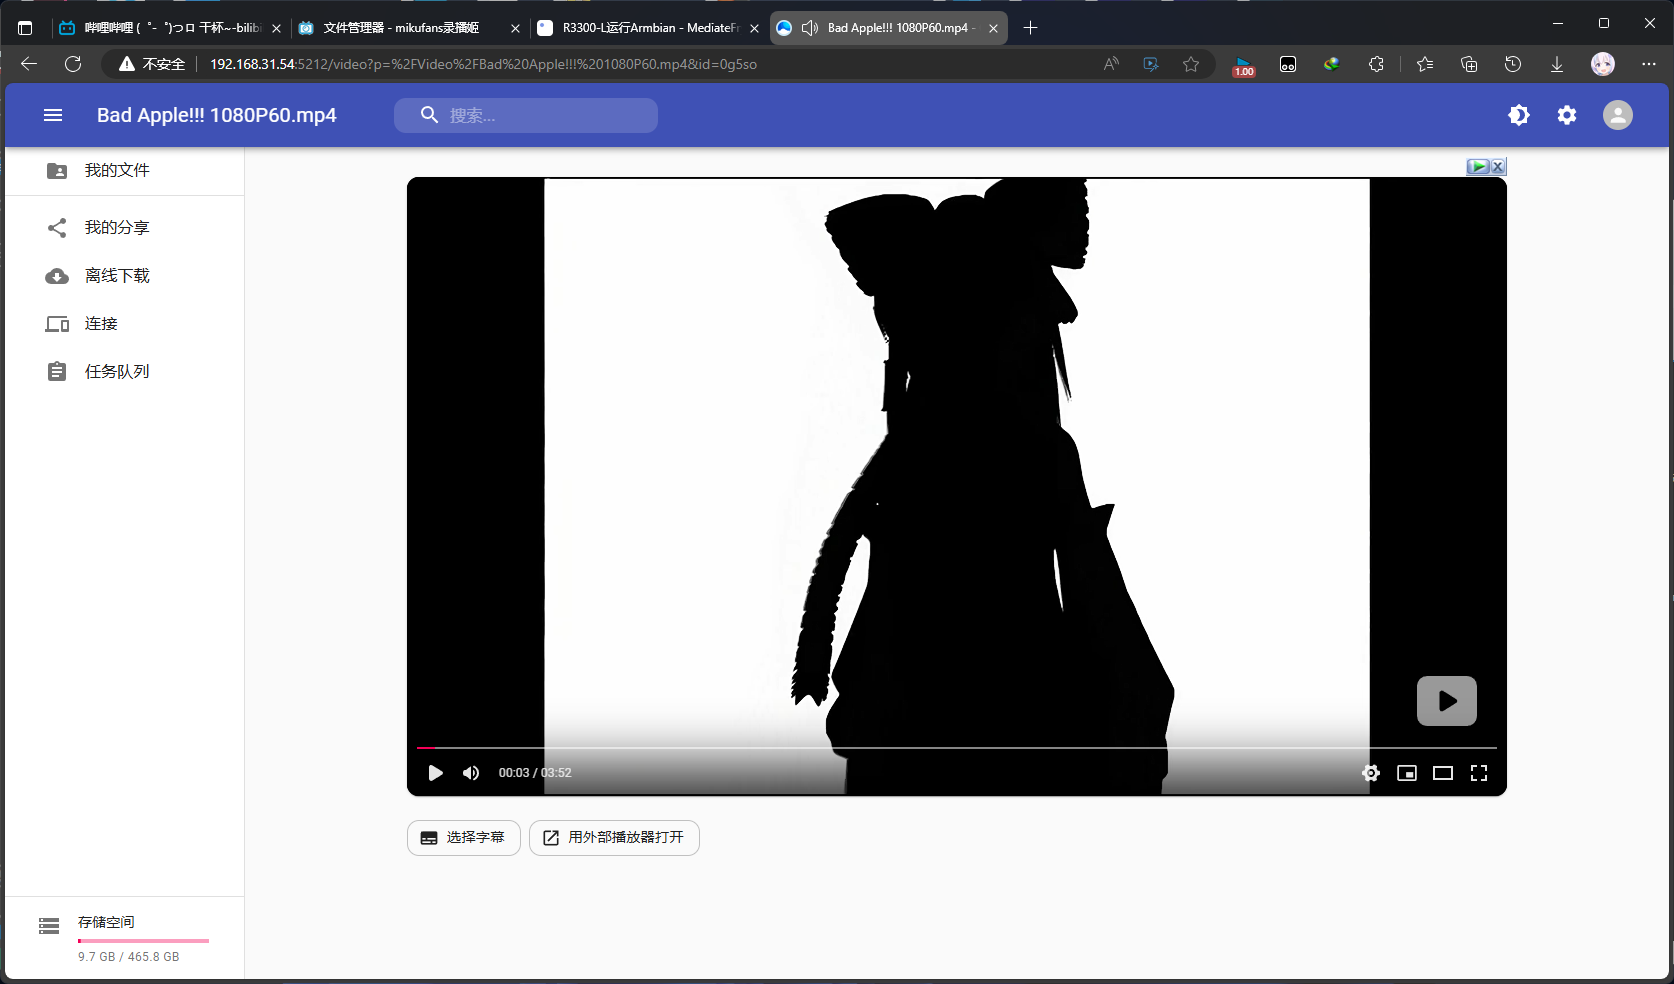 哔哩哔哩 (゜-゜)つロ 干杯~-bilibi
文件管理器 - mikufans录播姬
R3300-L运行Armbian - MediateFr
Bad Apple!!! 1080P60.mp4 -
不安全
192.168.31.54:5212/video?p=%2FVideo%2FBad%20Apple!!!%201080P60.mp4&id=0g5so
1.00
Bad Apple!!! 1080P60.mp4
搜索...
我的文件
我的分享
离线下载
连接
任务队列
00:03 / 03:52
选择字幕
用外部播放器打开
存储空间
9.7 GB / 465.8 GB